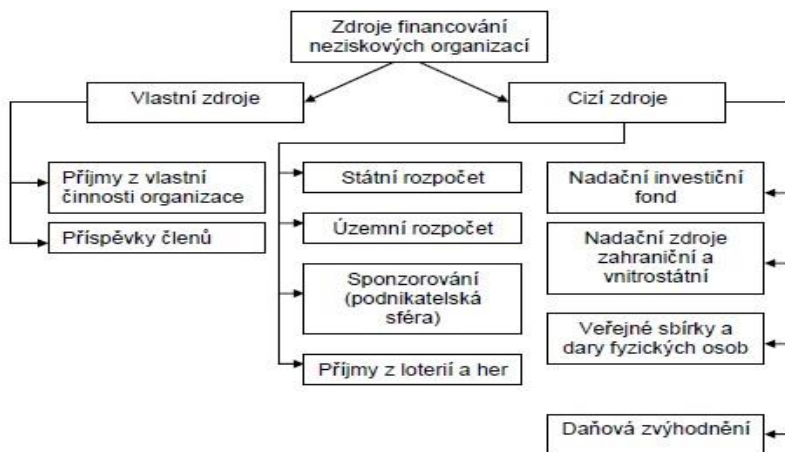 Zdroje financování
neziskových organizací
Vlastní zdroje
Cizí zdroje
Příjmy z vlastní
činnosti organizace
Příspěvky členů
Státní rozpočet
Územní rozpočet
Sponzorování
(podnikatelská
sféra)
Příjmy z loterií a her
Nadační investiční
fond
Nadační zdroje
zahraniční a
vnitrostátní
Veřejné sbírky a
dary fyzických osob
Daňová zvýhodnění